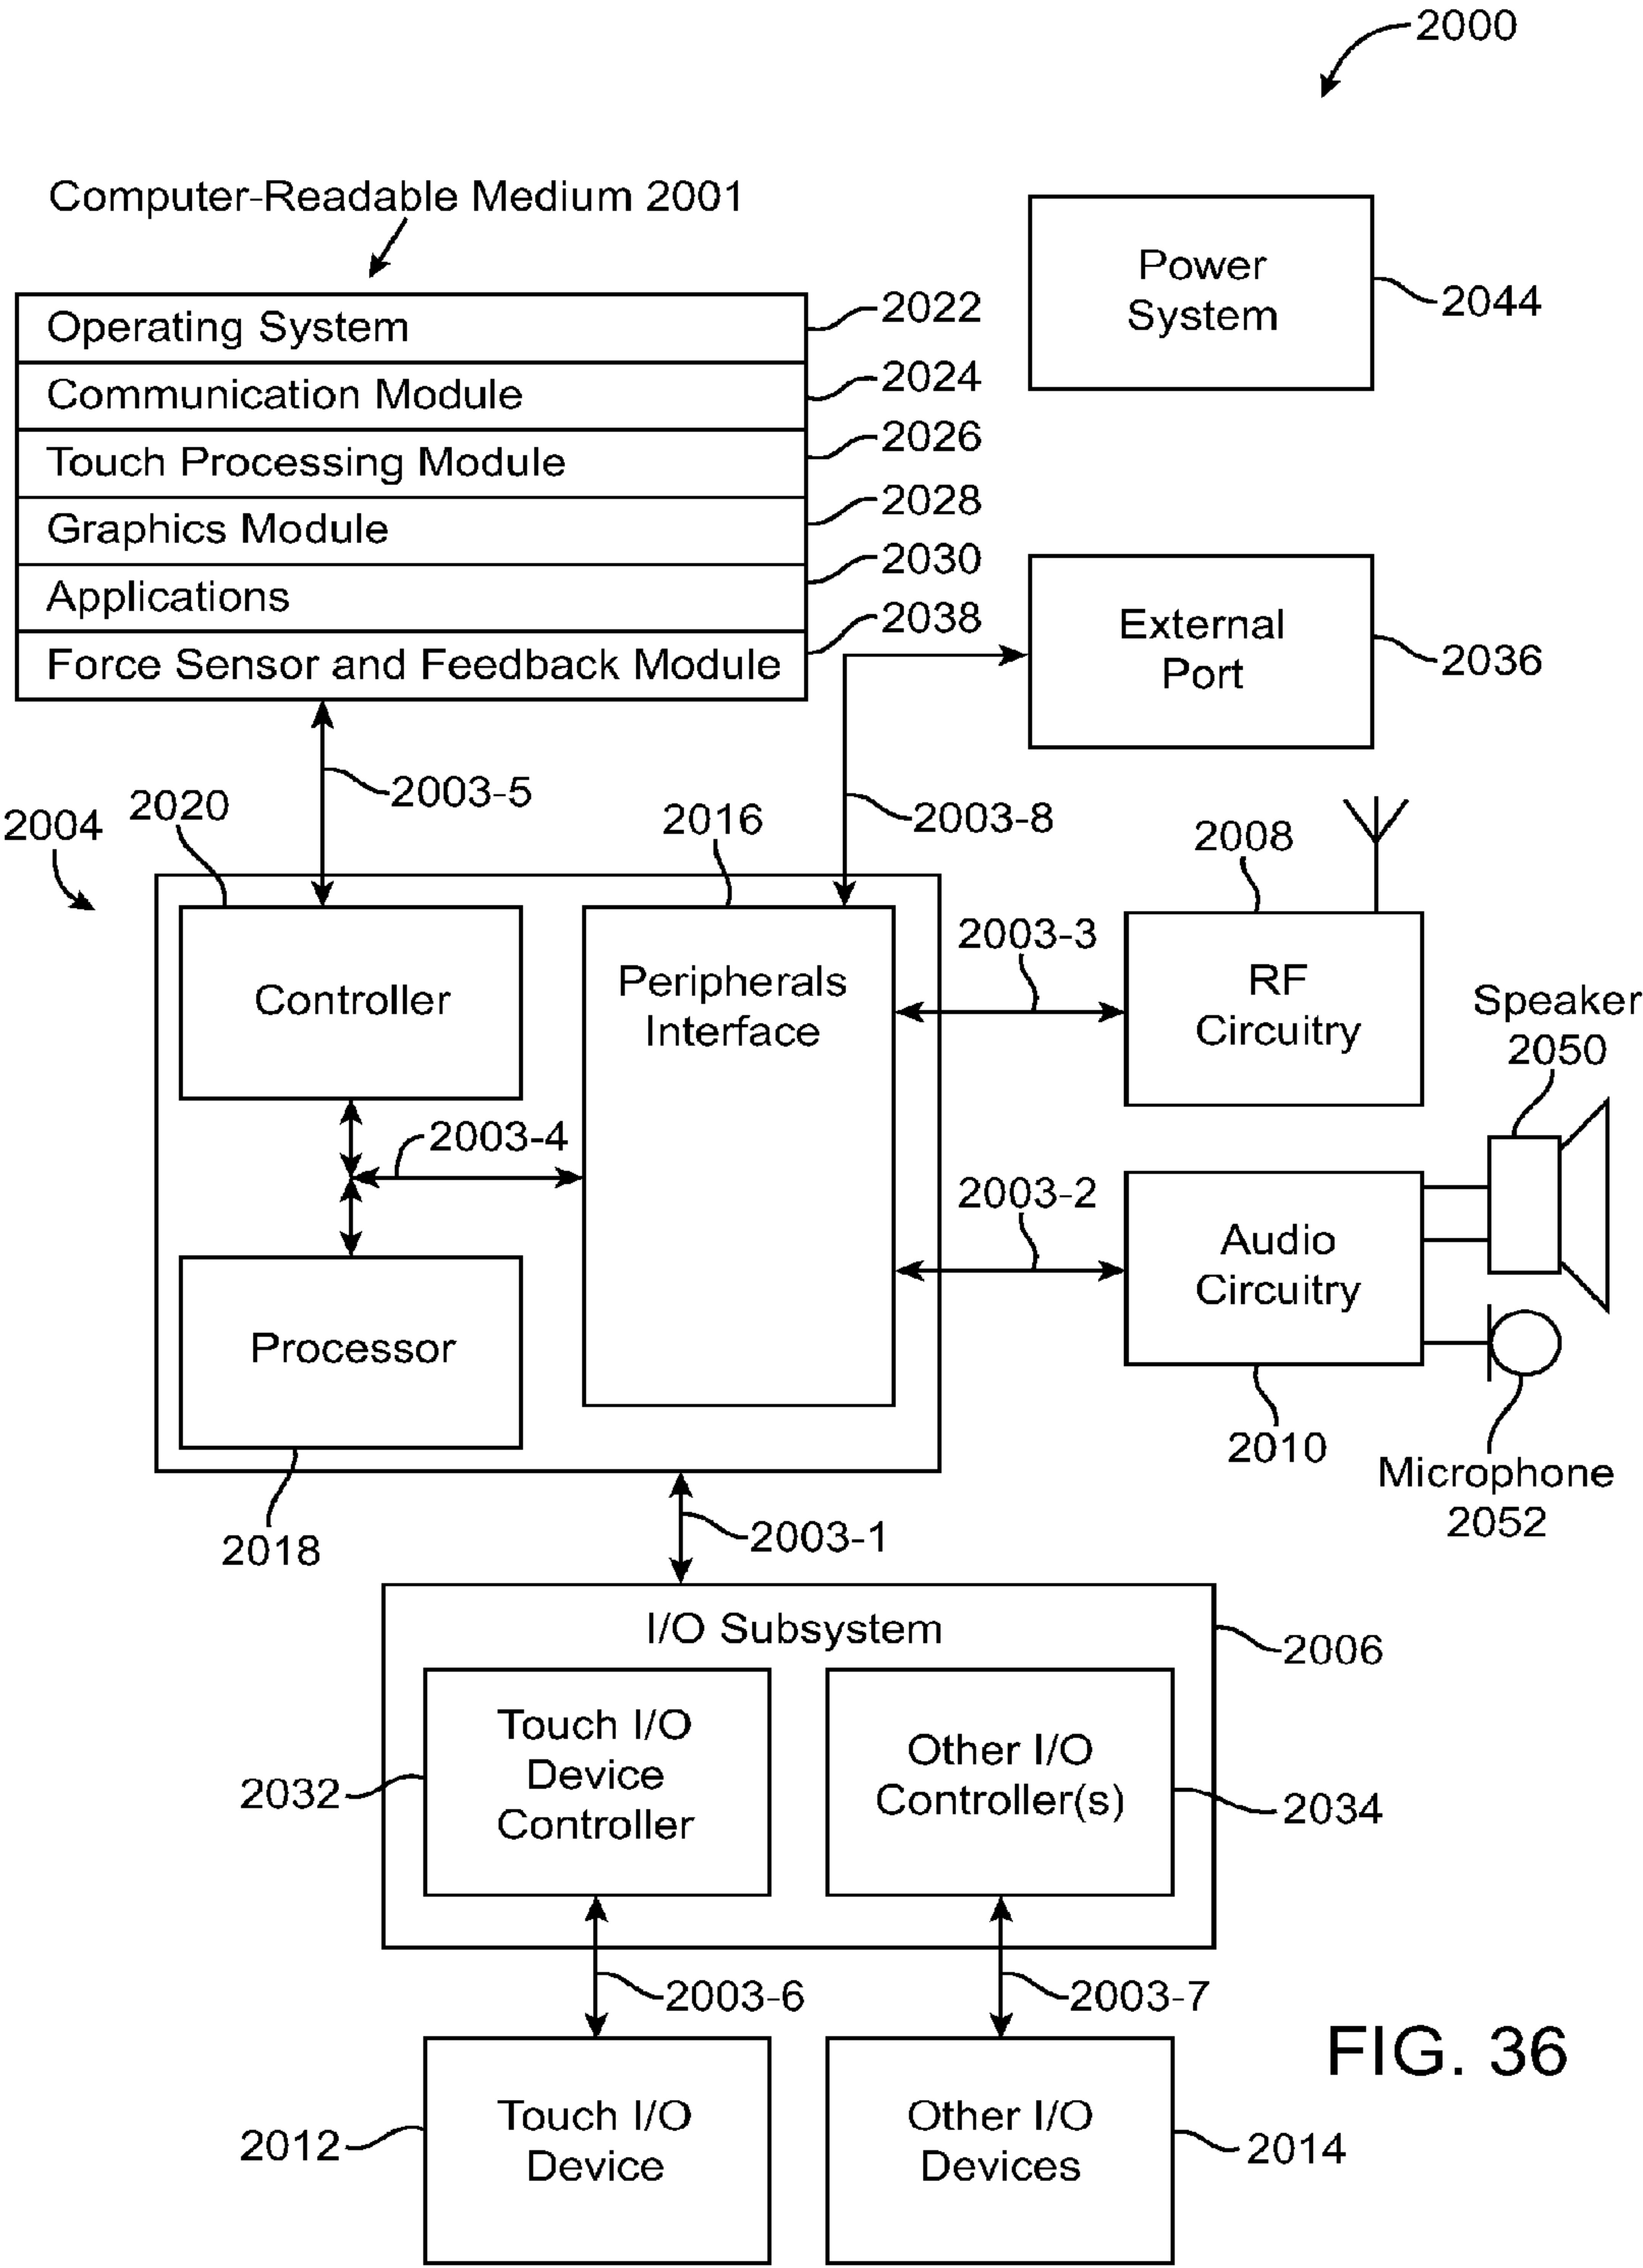 2000
Computer-Readable Medium 2001
Power
System
2044
Operating System
2022
Communication Module
2024
Touch Processing Module
2026
Graphics Module
2028
Applications
2030
Force Sensor and Feedback Module
2038
External
Port
2036
2003-5
2003-8
2004
2020
2016
2008
Controller
Peripherals
Interface
2003-3
RF
Circuitry
Speaker
2050
2003-4
2003-2
Audio
Circuitry
Processor
2010
Microphone
2052
2018
2003-1
I/O Subsystem
2006
Touch I/O
Device
Controller
2032
Other I/O
Controller(s)
2034
2003-6
2003-7
FIG. 36
Touch I/O
Device
2012
Other I/O
Devices
2014